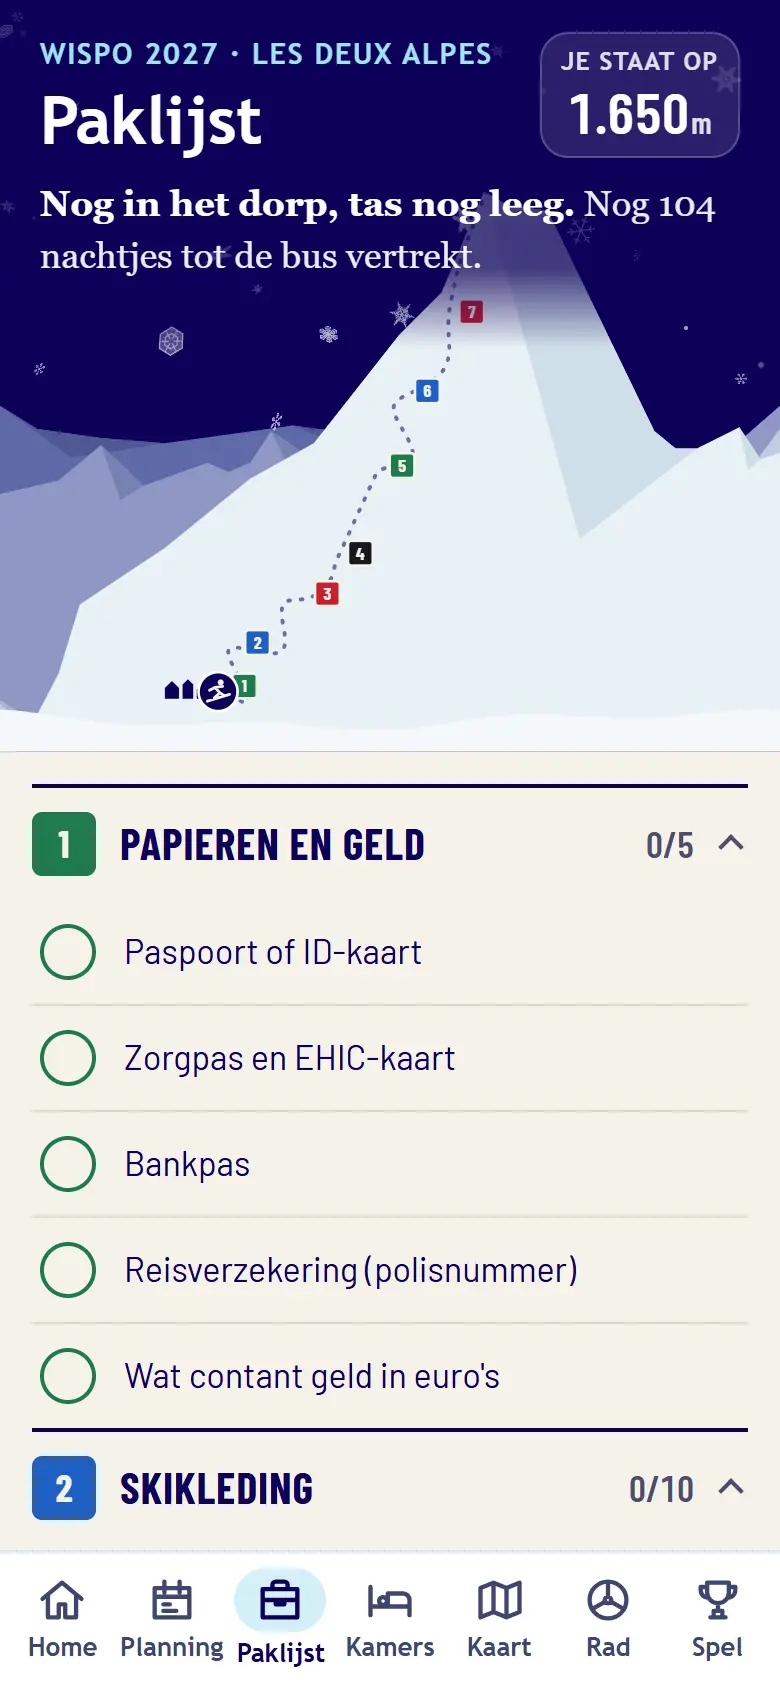 WISPO 2027 · LES DEUX ALPES
Paklijst
JE STAAT OP
1.650m
Nog in het dorp, tas nog leeg. Nog 104
nachtjes tot de bus vertrekt.
7
6
5
4
3
2
1
1 PAPIEREN EN GELD 0/5
Paspoort of ID-kaart
Zorgpas en EHIC-kaart
Bankpas
Reisverzekering (polisnummer)
Wat contant geld in euro's
2 SKIKLEDING 0/10
Home Planning Paklijst Kamers Kaart Rad Spel